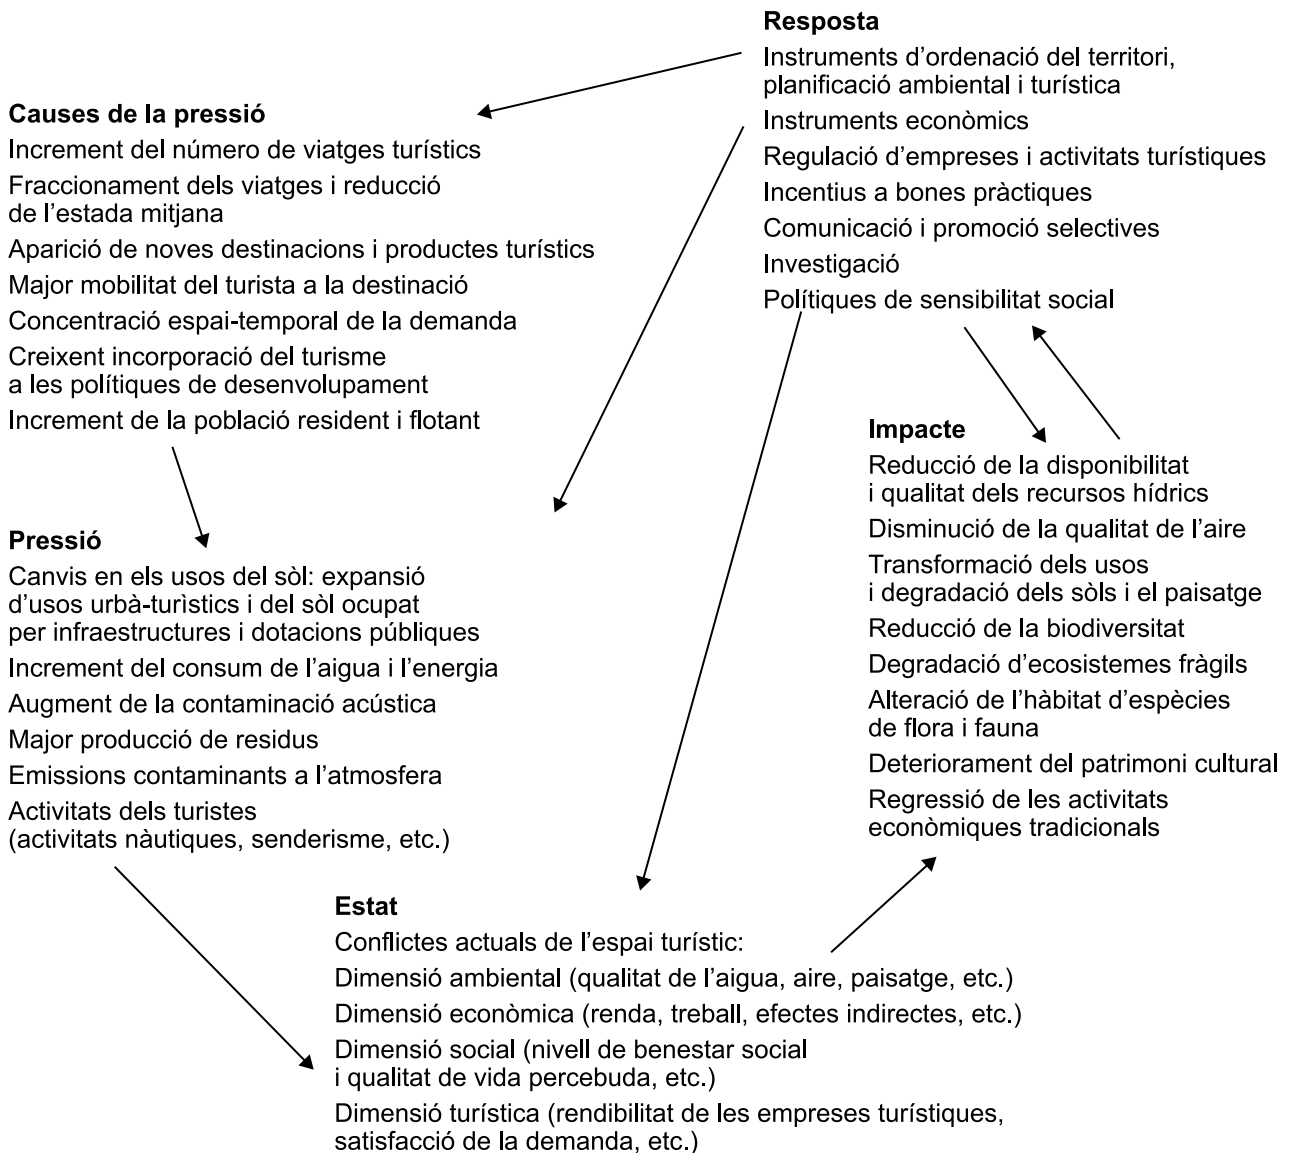 Resposta
Instruments d’ordenació del territori,
planificació ambiental i turística
Instruments econòmics
Regulació d’empreses i activitats turístiques
Incentius a bones pràctiques
Comunicació i promoció selectives
Investigació
Polítiques de sensibilitat social
Causes de la pressió
Increment del número de viatges turístics
Fraccionament dels viatges i reducció
de l’estada mitjana
Aparició de noves destinacions i productes turístics
Major mobilitat del turista a la destinació
Concentració espai-temporal de la demanda
Creixent incorporació del turisme
a les polítiques de desenvolupament
Increment de la població resident i flotant
Pressió
Canvis en els usos del sòl: expansió
d’usos urbà-turìstics i del sòl ocupat
per infraestructures i dotacions públiques
Increment del consum de l’aigua i l’energia
Augment de la contaminació acústica
Major producció de residus
Emissions contaminants a l’atmosfera
Activitats dels turistes
(activitats nàutiques, senderisme, etc.)
Impacte
Reducció de la disponibilitat
i qualitat dels recursos hídrics
Disminució de la qualitat de l’aire
Transformació dels usos
i degradació dels sòls i el paisatge
Reducció de la biodiversitat
Degradació d’ecosistemes fràgils
Alteració de l’hàbitat d’espècies
de flora i fauna
Deteriorament del patrimoni cultural
Regressió de les activitats
econòmiques tradicionals
Estat
Conflictes actuals de l’espai turístic:
Dimensió ambiental (qualitat de l’aigua, aire, paisatge, etc.)
Dimensió econòmica (renda, treball, efectes indirectes, etc.)
Dimensió social (nivell de benestar social
i qualitat de vida percebuda, etc.)
Dimensió turística (rendibilitat de les empreses turístiques,
satisfacció de la demanda, etc.)